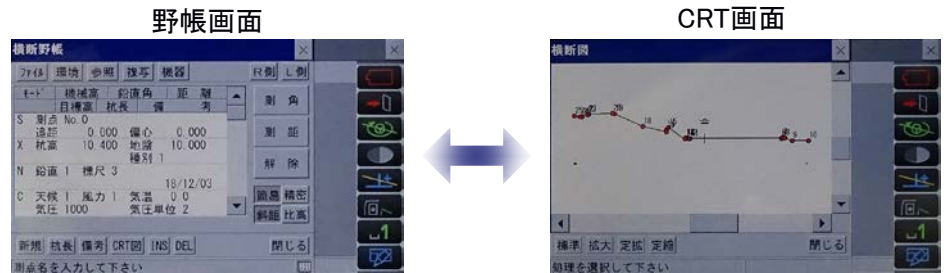 野帳画面
CRT画面
横断野帳
ファイル 環境 参照 複写 機器 R側 L側
モード 機械高 鉛直角 距離
目標高 杭長 備考
S 測点 No.0
遠距 0.000 偏心 0.000
X 杭高 10.400 地盤 10.000
種別 1
N 鉛直 1 標尺 3
18/12/03
C 天候 1 風力 1 気温 0.0
気圧 1000 気圧単位 2
測角
測距
解除
簡易 精密
斜距 比高
新規 杭長 備考 CRT図 INS DEL 閉じる
測点名を入力して下さい
横断図
18
9 10
標準 拡大 定拡 定縮 閉じる
処理を選択して下さい